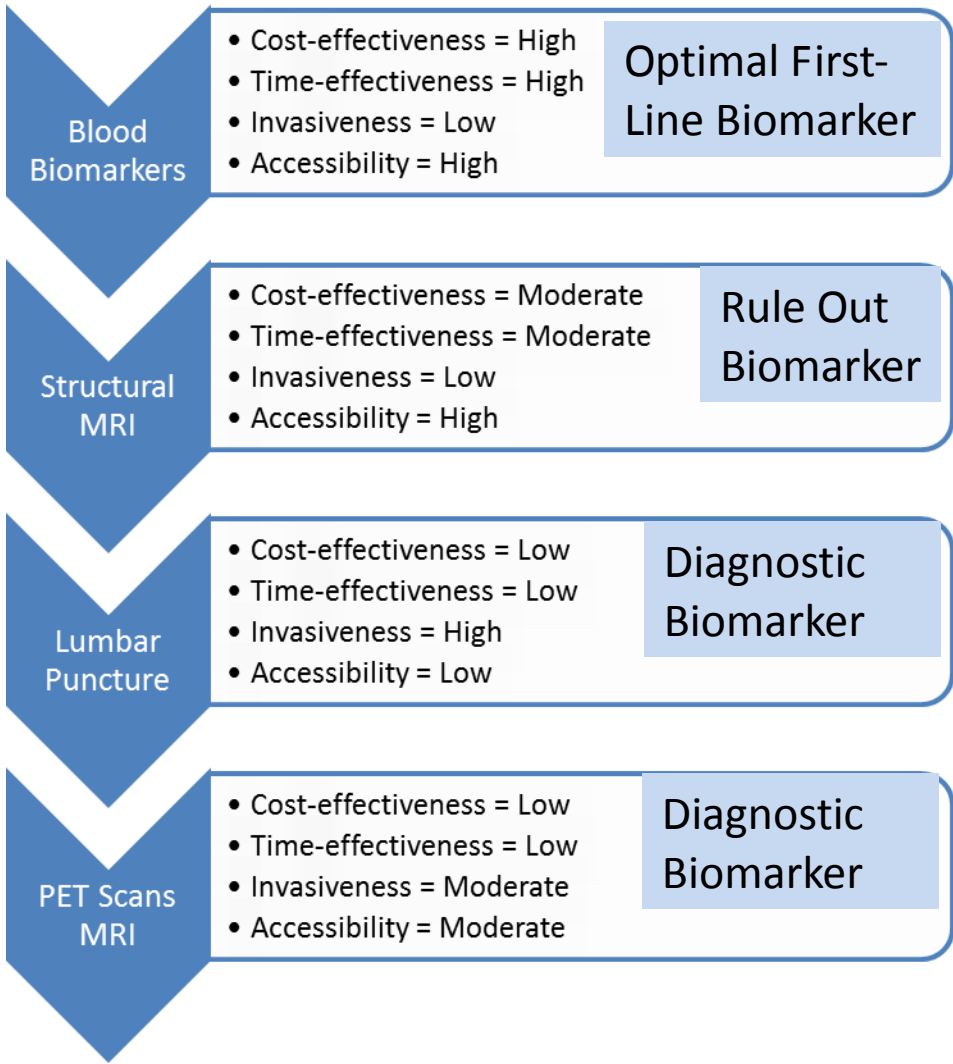 Blood
Biomarkers
• Cost-effectiveness = High
• Time-effectiveness = High
• Invasiveness = Low
• Accessibility = High
Optimal First-
Line Biomarker
Structural
MRI
• Cost-effectiveness = Moderate
• Time-effectiveness = Moderate
• Invasiveness = Low
• Accessibility = High
Rule Out
Biomarker
Lumbar
Puncture
• Cost-effectiveness = Low
• Time-effectiveness = Low
• Invasiveness = High
• Accessibility = Low
Diagnostic
Biomarker
PET Scans
MRI
• Cost-effectiveness = Low
• Time-effectiveness = Low
• Invasiveness = Moderate
• Accessibility = Moderate
Diagnostic
Biomarker